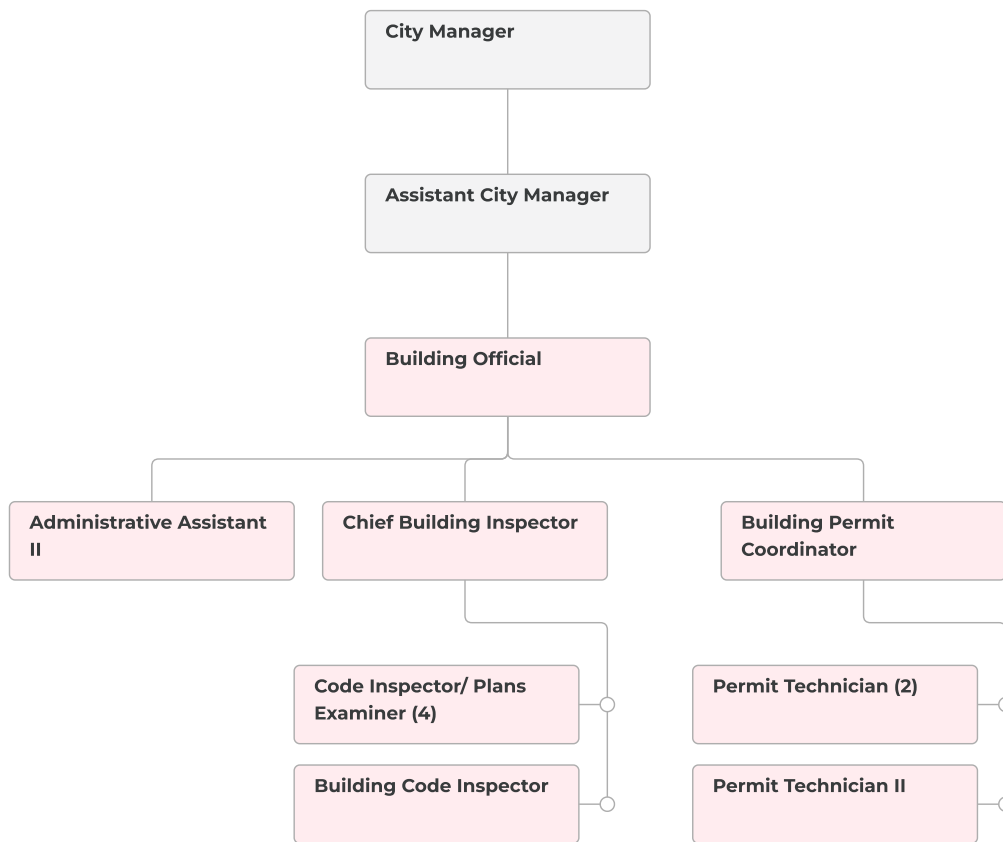 City Manager
Assistant City Manager
Building Official
Administrative Assistant
II
Chief Building Inspector
Building Permit
Coordinator
Code Inspector/ Plans
Examiner (4)
Permit Technician (2)
Building Code Inspector
Permit Technician II